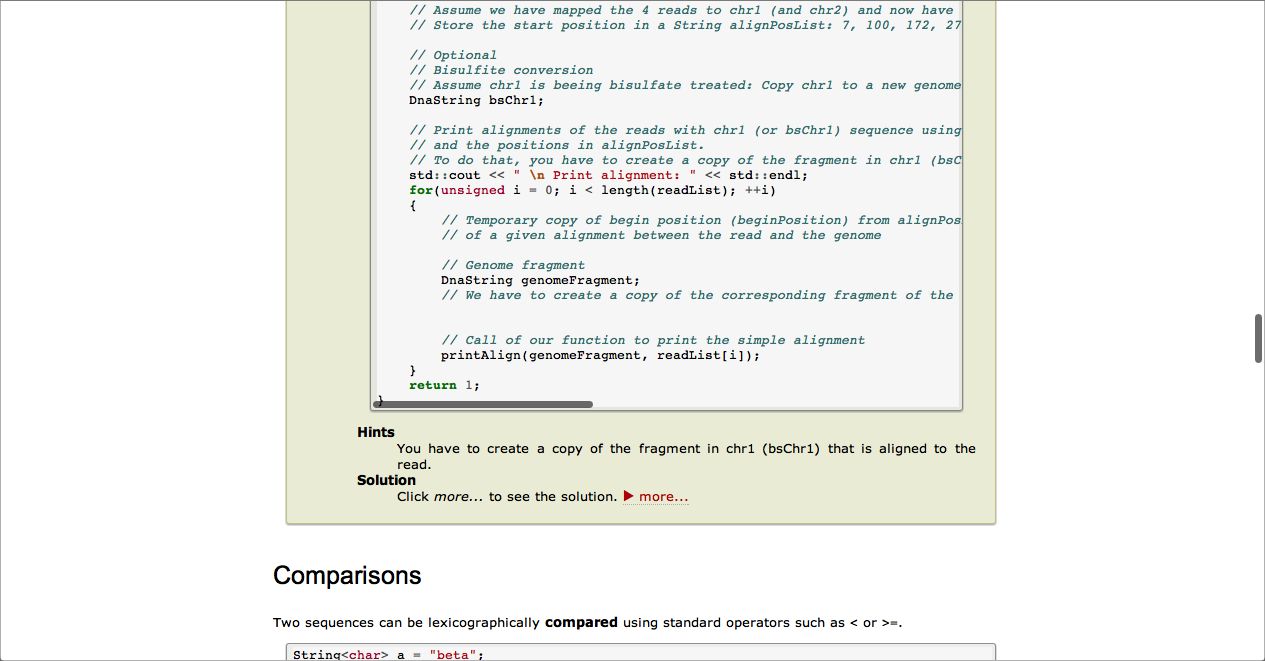 // Assume we have mapped the 4 reads to chr1 (and chr2) and now have
// Store the start position in a String alignPosList: 7, 100, 172, 27
// Optional
// Bisulfite conversion
// Assume chr1 is beeing bisulfate treated: Copy chr1 to a new genome
DnaString bsChr1;
// Print alignments of the reads with chr1 (or bsChr1) sequence using
// and the positions in alignPosList.
// To do that, you have to create a copy of the fragment in chr1 (bsC
std::cout << " \n Print alignment: " << std::endl;
for(unsigned i = 0; i < length(readList); ++i)
{
// Temporary copy of begin position (beginPosition) from alignPos
// of a given alignment between the read and the genome
// Genome fragment
DnaString genomeFragment;
// We have to create a copy of the corresponding fragment of the
// Call of our function to print the simple alignment
printAlign(genomeFragment, readList[i]);
}
return 1;
}
Hints
You have to create a copy of the fragment in chr1 (bsChr1) that is aligned to the
read.
Solution
Click more... to see the solution. ▶ more...
Comparisons
Two sequences can be lexicographically compared using standard operators such as < or >=.
String<char> a = "beta";